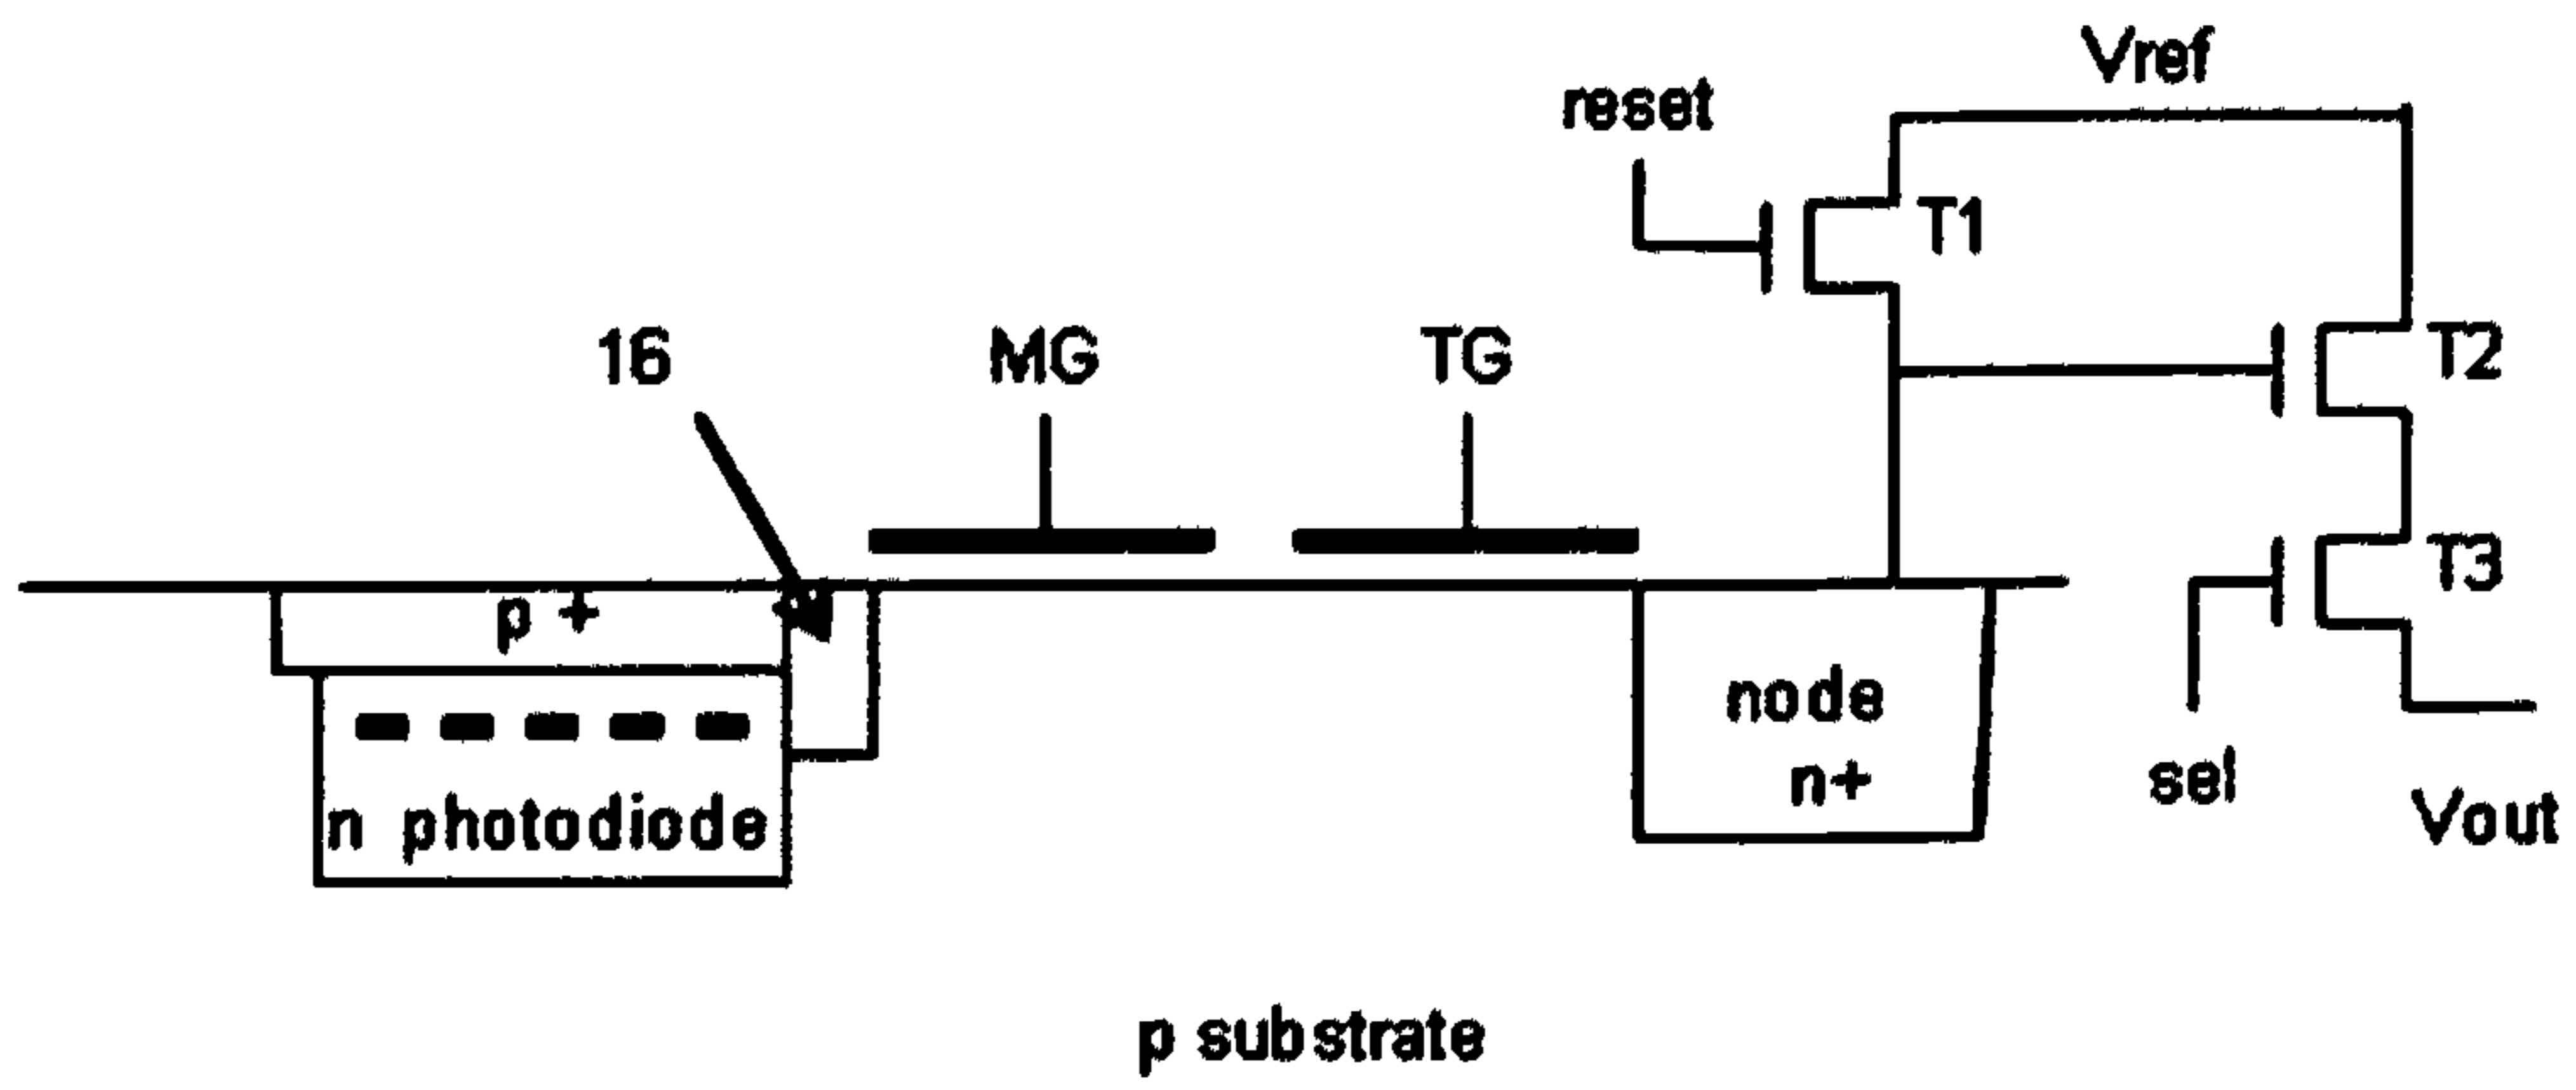 Vref
reset
T1
16
MG
TG
T2
T3
p +
node
n+
n photodiode
sel
Vout
p substrate